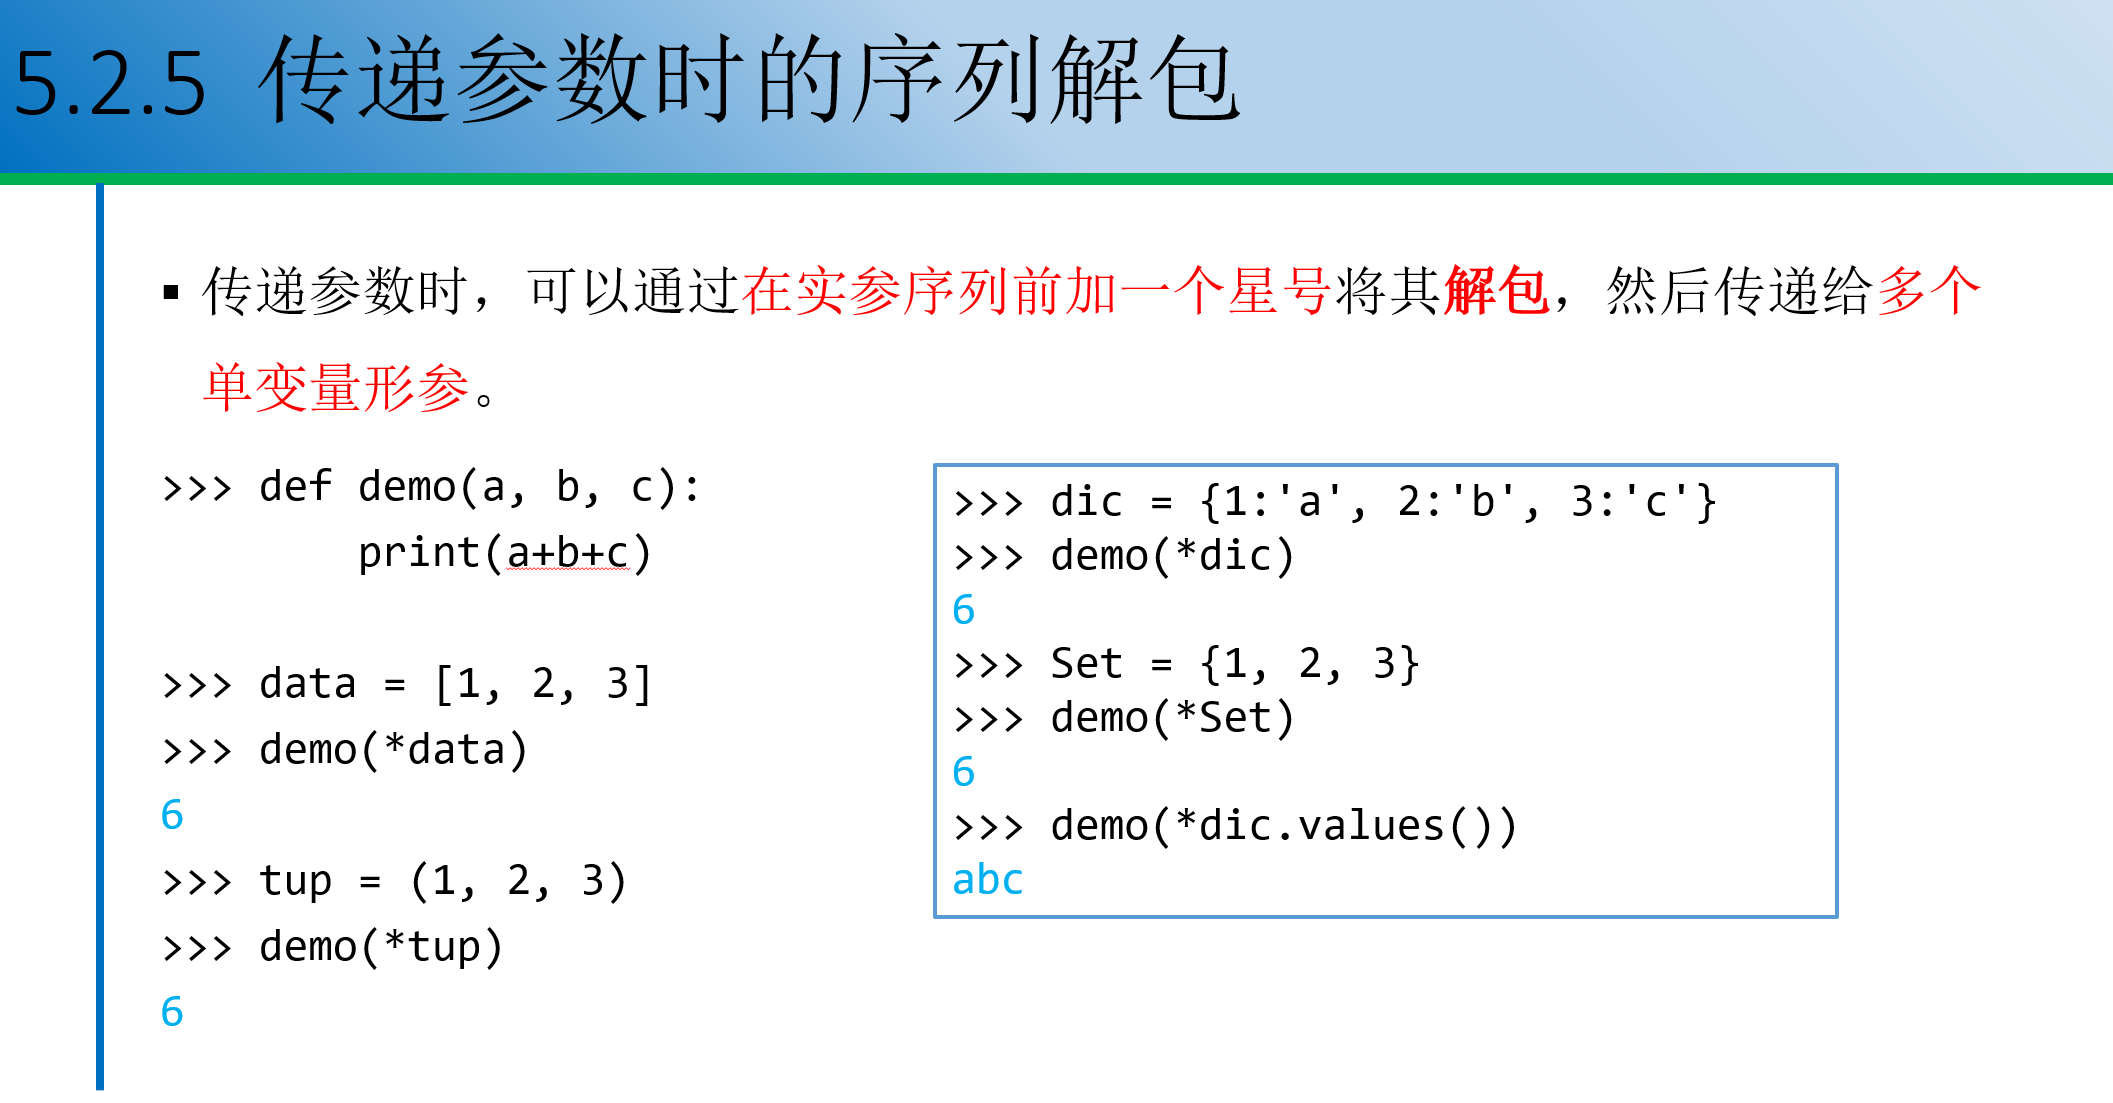 5.2.5 传递参数时的序列解包
▪ 传递参数时，可以通过在实参序列前加一个星号将其解包，然后传递给多个
单变量形参。
>>> def demo(a, b, c):
        print(a+b+c)
>>> data = [1, 2, 3]
>>> demo(*data)
6
>>> tup = (1, 2, 3)
>>> demo(*tup)
6
>>> dic = {1:'a', 2:'b', 3:'c'}
>>> demo(*dic)
6
>>> Set = {1, 2, 3}
>>> demo(*Set)
6
>>> demo(*dic.values())
abc